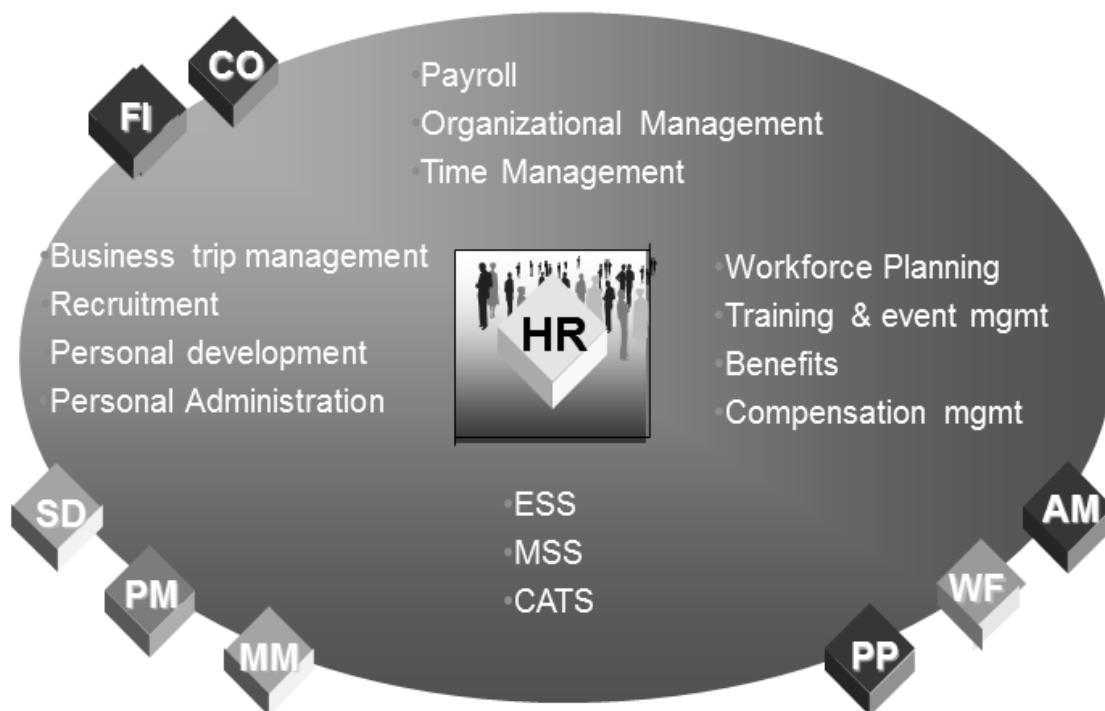 CO
FI
•Payroll
•Organizational Management
•Time Management
•Business trip management
•Recruitment
•Personal development
•Personal Administration
HR
•Workforce Planning
•Training & event mgmt
•Benefits
•Compensation mgmt
•ESS
•MSS
•CATS
SD
PM
MM
AM
WF
PP